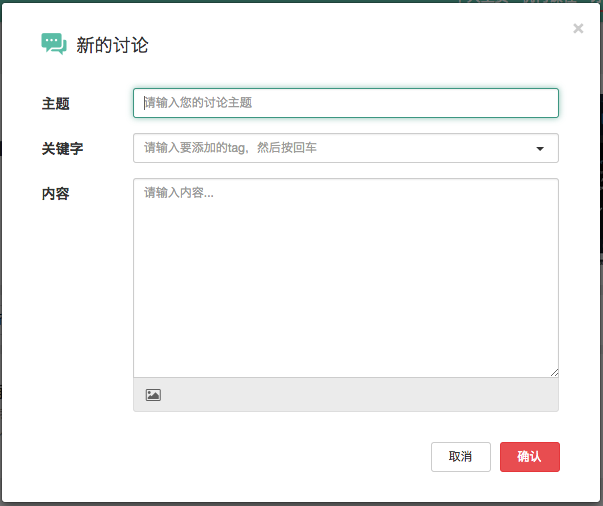 新的讨论
×
主题
请输入您的讨论主题
关键字
请输入要添加的tag，然后按回车
内容
请输入内容...
取消
确认